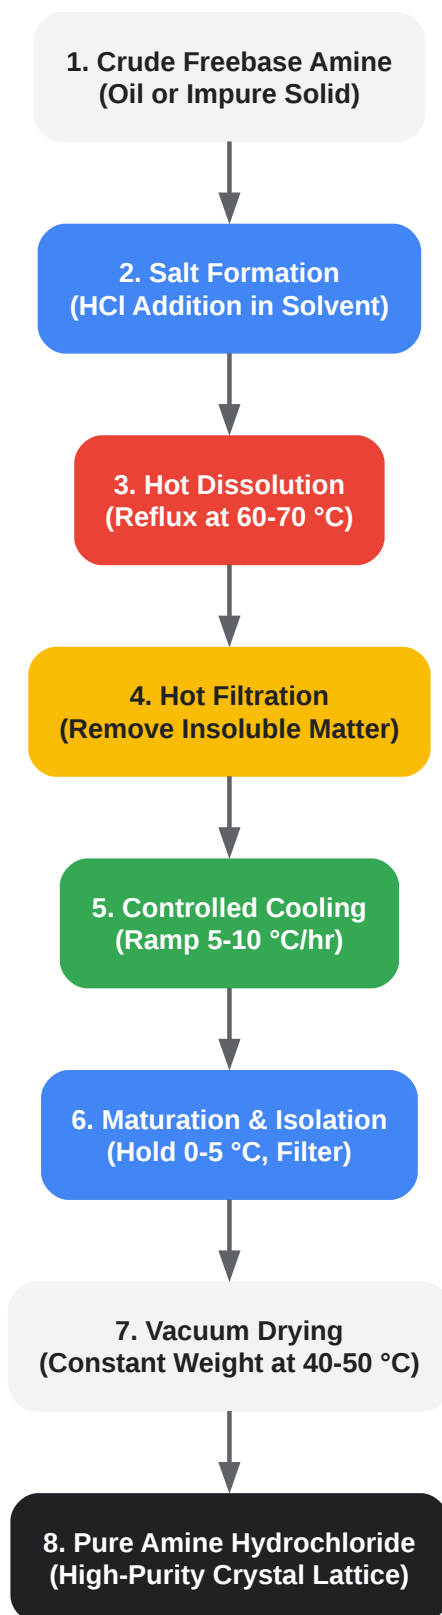 1. Crude Freebase Amine
(Oil or Impure Solid)
2. Salt Formation
(HCl Addition in Solvent)
3. Hot Dissolution
(Reflux at 60-70 °C)
4. Hot Filtration
(Remove Insoluble Matter)
5. Controlled Cooling
(Ramp 5-10 °C/hr)
6. Maturation & Isolation
(Hold 0-5 °C, Filter)
7. Vacuum Drying
(Constant Weight at 40-50 °C)
8. Pure Amine Hydrochloride
(High-Purity Crystal Lattice)